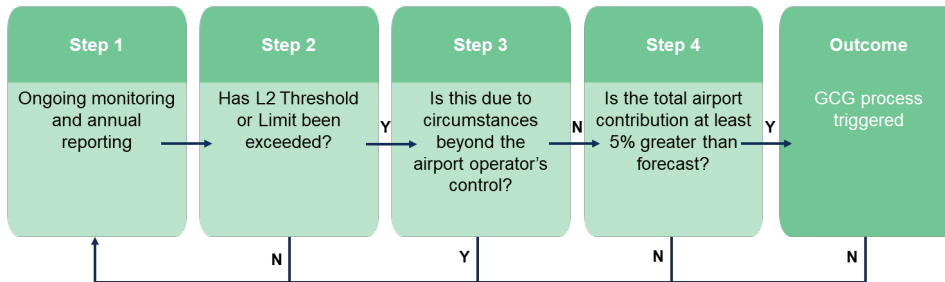 Step 1
Ongoing monitoring
and annual
reporting
Step 2
Has L2 Threshold
or Limit been
exceeded?
Y
Step 3
Is this due to
circumstances
beyond the
airport operator's
control?
N
Step 4
Is the total airport
contribution at least
5% greater than
forecast?
Y
Outcome
GCG process
triggered
N
Y
N
N